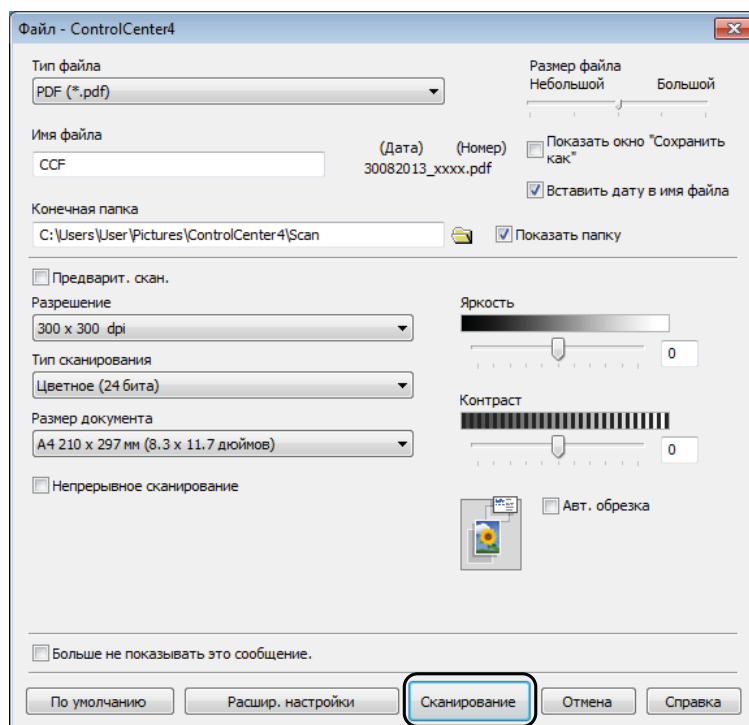 Файл - ControlCenter4
Тип файла
PDF (*.pdf)
Размер файла
Небольшой Большой
Имя файла
CCF
(Дата) (Номер)
30082013_xxxx.pdf
Показать окно "Сохранить
как"
Вставить дату в имя файла
Конечная папка
C:\Users\User\Pictures\ControlCenter4\Scan
Показать папку
Предварит. скан.
Разрешение
300 x 300 dpi
Тип сканирования
Цветное (24 бита)
Размер документа
A4 210 x 297 мм (8.3 x 11.7 дюймов)
Непрерывное сканирование
Яркость
0
Контраст
0
Авт. обрезка
Больше не показывать это сообщение.
По умолчанию Расшир. настройки Сканирование Отмена Справка